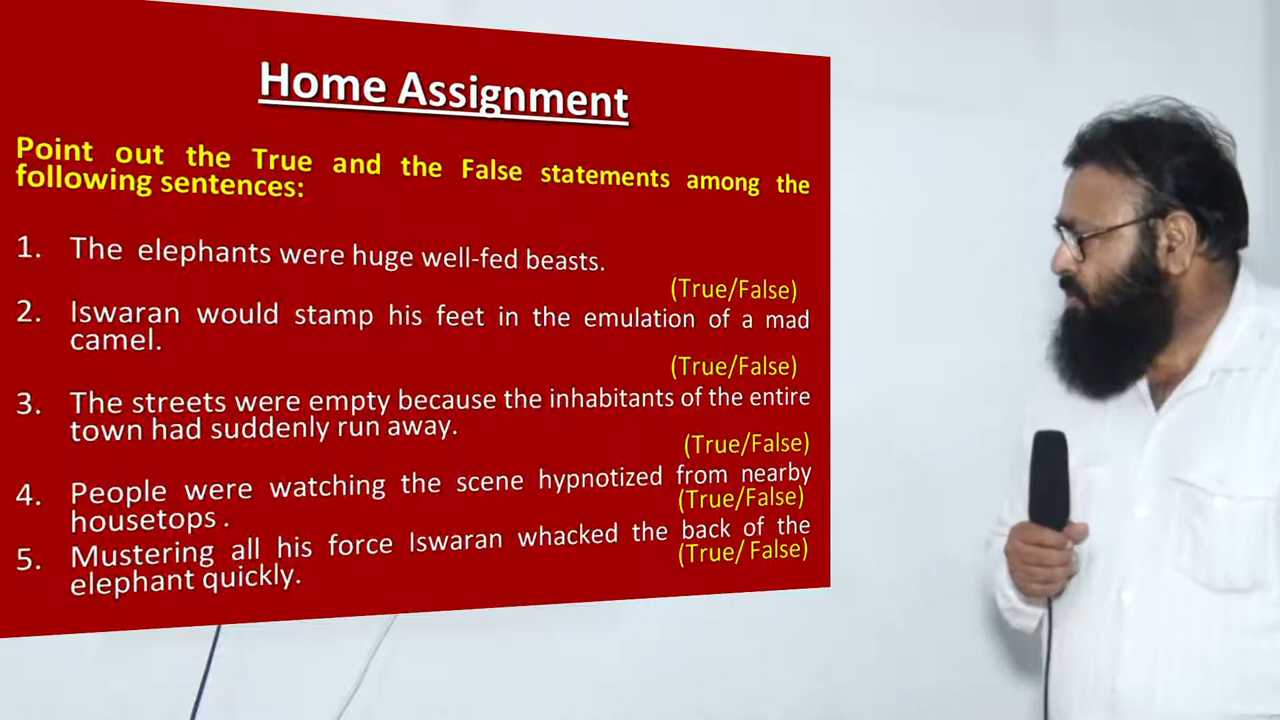 Home Assignment
Point out the True and the False statements among the
following sentences:
1. The elephants were huge well-fed beasts.
(True/False)
2. Iswaran would stamp his feet in the emulation of a mad
camel.
(True/False)
3. The streets were empty because the inhabitants of the entire
town had suddenly run away.
(True/False)
4. People were watching the scene hypnotized from nearby
housetops .
(True/False)
5. Mustering all his force Iswaran whacked the back of the
elephant quickly.
(True/ False)